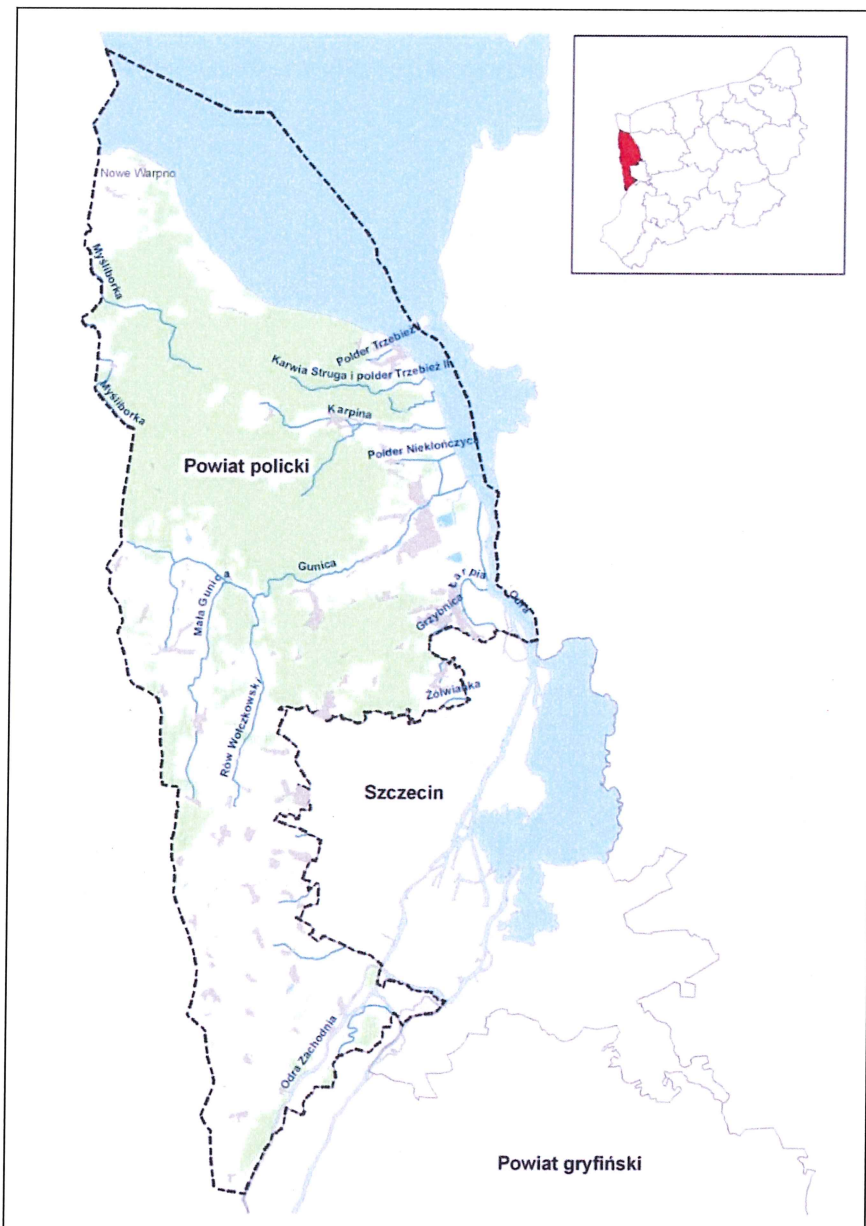 Nowe Warpno
Myśliborka
Polder Trzebież I
Karwia Struga i polder Trzebież II
Myśliborka
Karpina
Polder Niekłończyca
Powiat policki
Gunica
Łarpia
Odra
Mała Gunica
Grzybnica
Żółwianka
Rów Wołczkowski
Szczecin
Odra Zachodnia
Powiat gryfiński